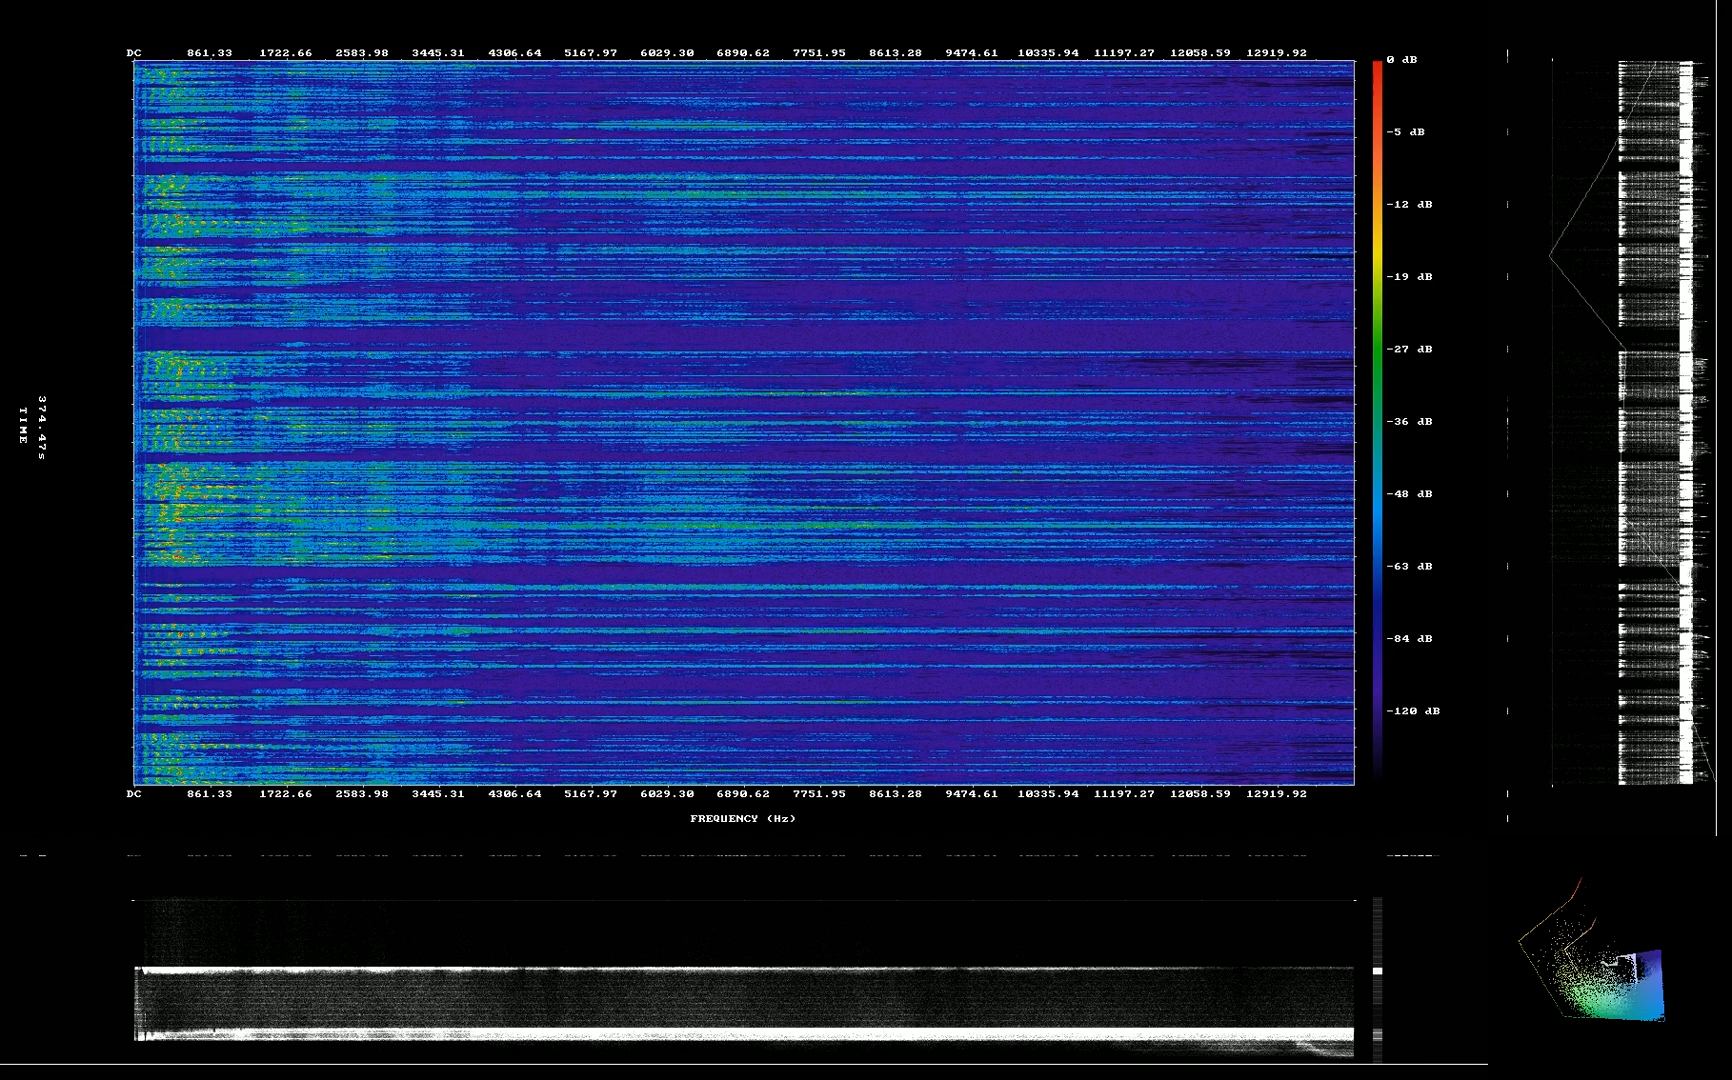 DC 861.33 1722.66 2583.98 3445.31 4306.64 5167.97 6029.30 6890.62 7751.95 8613.28 9474.61 10335.94 11197.27 12058.59 12919.92
0 dB
-5 dB
-12 dB
-19 dB
-27 dB
-36 dB
-48 dB
-63 dB
-84 dB
-120 dB
374.47s
TIME
DC 861.33 1722.66 2583.98 3445.31 4306.64 5167.97 6029.30 6890.62 7751.95 8613.28 9474.61 10335.94 11197.27 12058.59 12919.92
FREQUENCY (Hz)